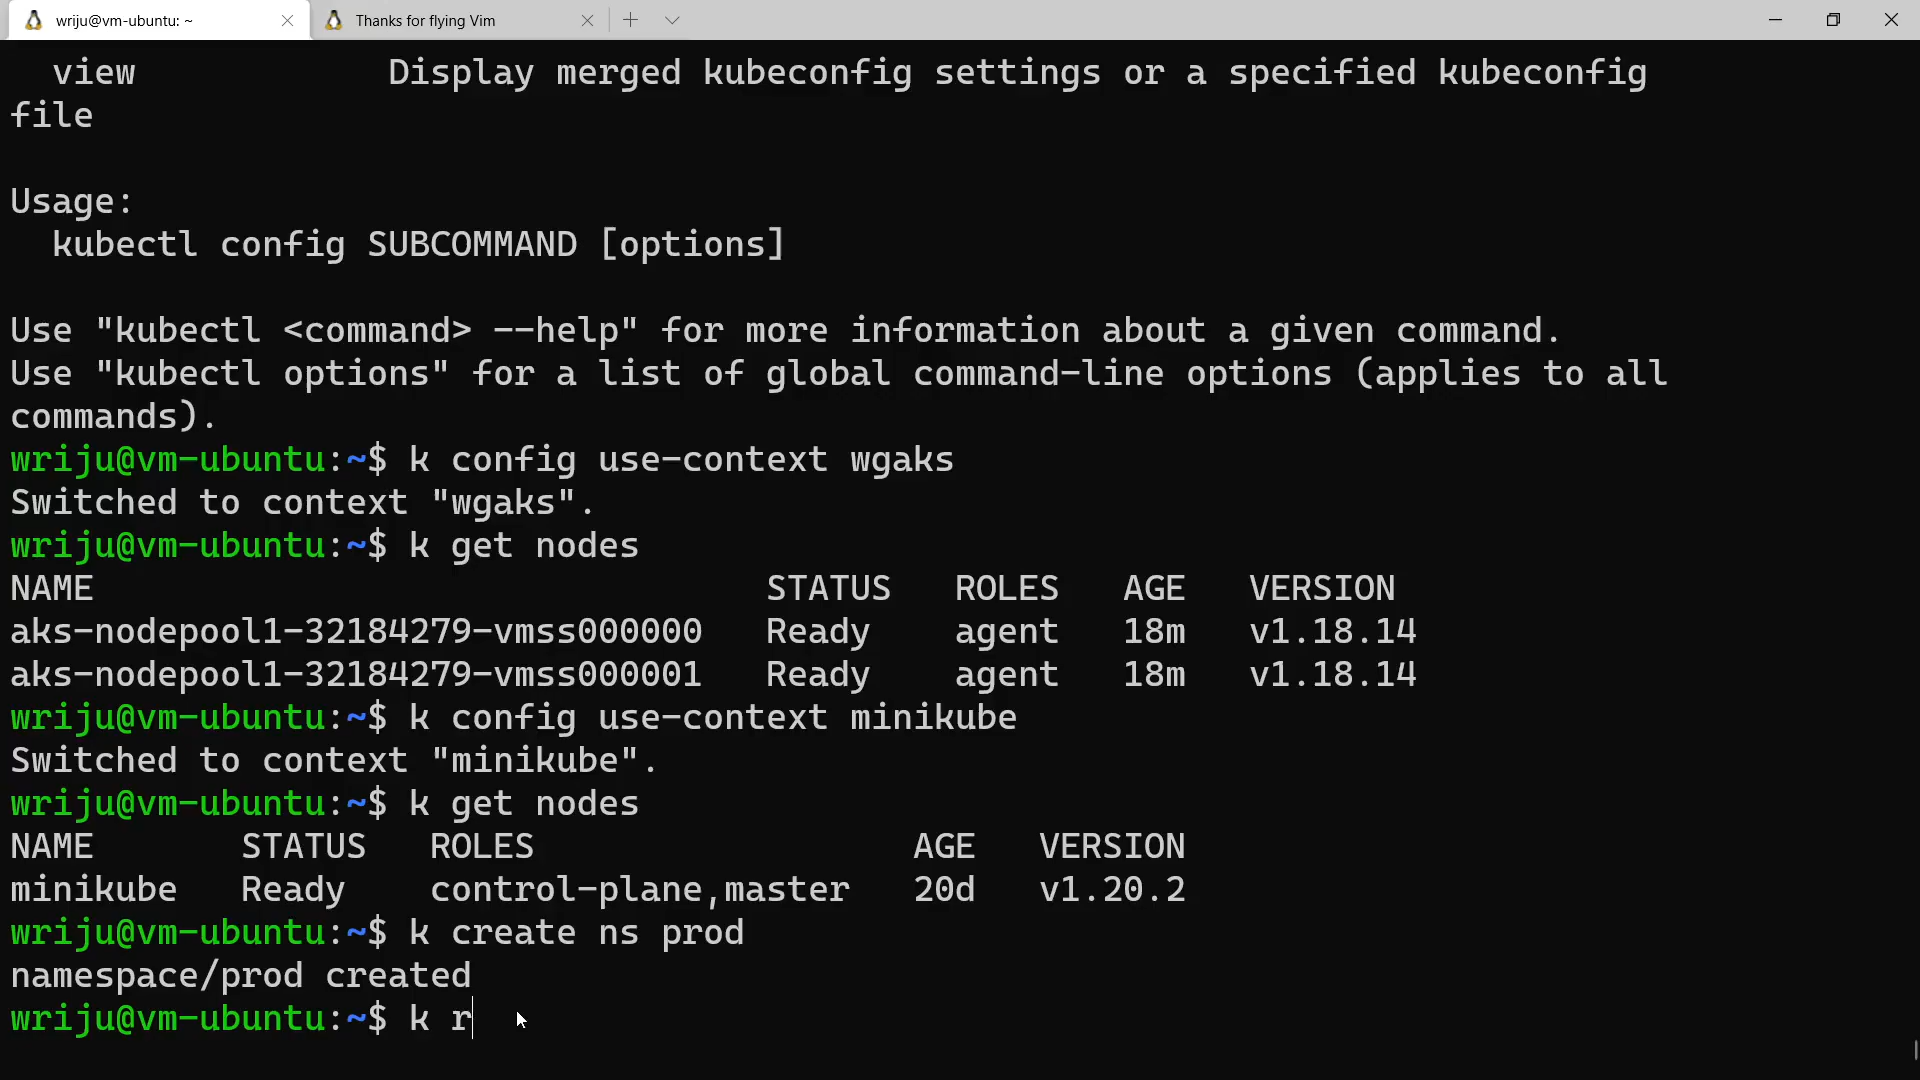 wriju@vm-ubuntu: ~
Thanks for flying Vim
view            Display merged kubeconfig settings or a specified kubeconfig
file
Usage:
kubectl config SUBCOMMAND [options]
Use "kubectl <command> --help" for more information about a given command.
Use "kubectl options" for a list of global command-line options (applies to all
commands).
wriju@vm-ubuntu:~$ k config use-context wgaks
Switched to context "wgaks".
wriju@vm-ubuntu:~$ k get nodes
NAME                                STATUS   ROLES   AGE   VERSION
aks-nodepool1-32184279-vmss000000   Ready    agent   18m   v1.18.14
aks-nodepool1-32184279-vmss000001   Ready    agent   18m   v1.18.14
wriju@vm-ubuntu:~$ k config use-context minikube
Switched to context "minikube".
wriju@vm-ubuntu:~$ k get nodes
NAME       STATUS   ROLES                  AGE   VERSION
minikube   Ready    control-plane,master   20d   v1.20.2
wriju@vm-ubuntu:~$ k create ns prod
namespace/prod created
wriju@vm-ubuntu:~$ k r